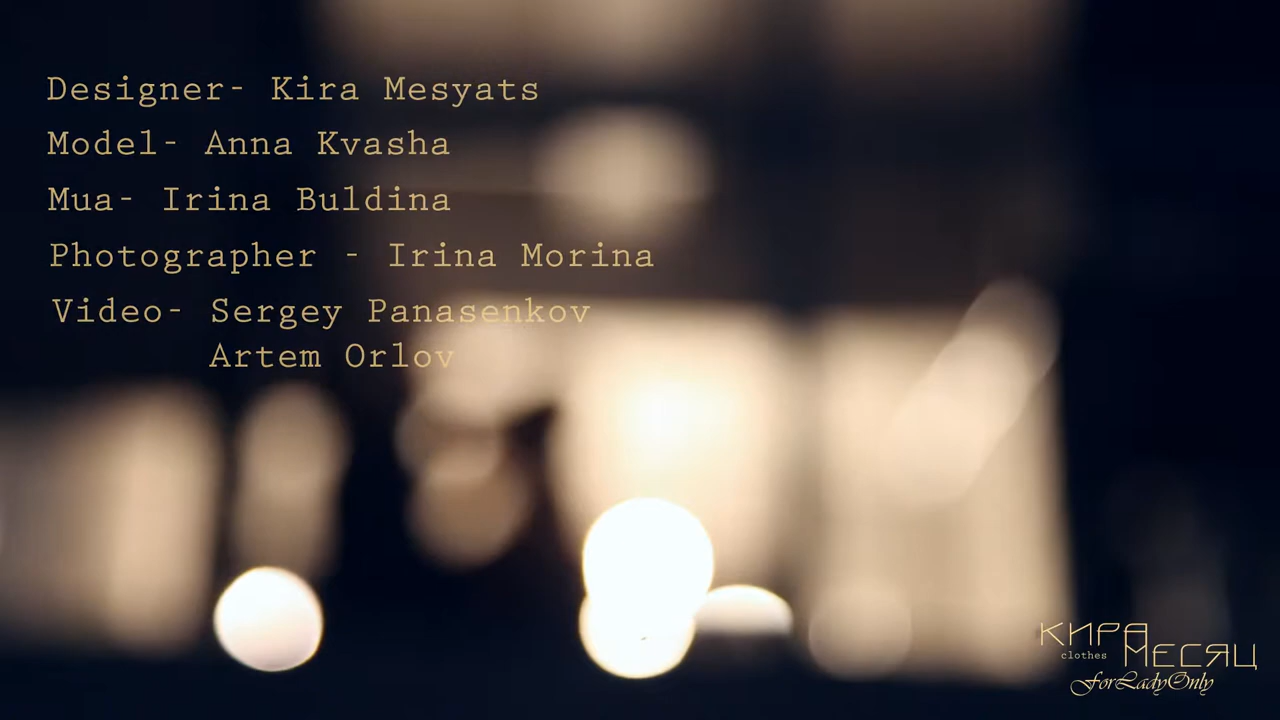 Designer- Kira Mesyats
Model- Anna Kvasha
Mua- Irina Buldina
Photographer - Irina Morina
Video- Sergey Panasenkov
Artem Orlov
КИРА
clothes
МЕСЯЦ
ForLadyOnly